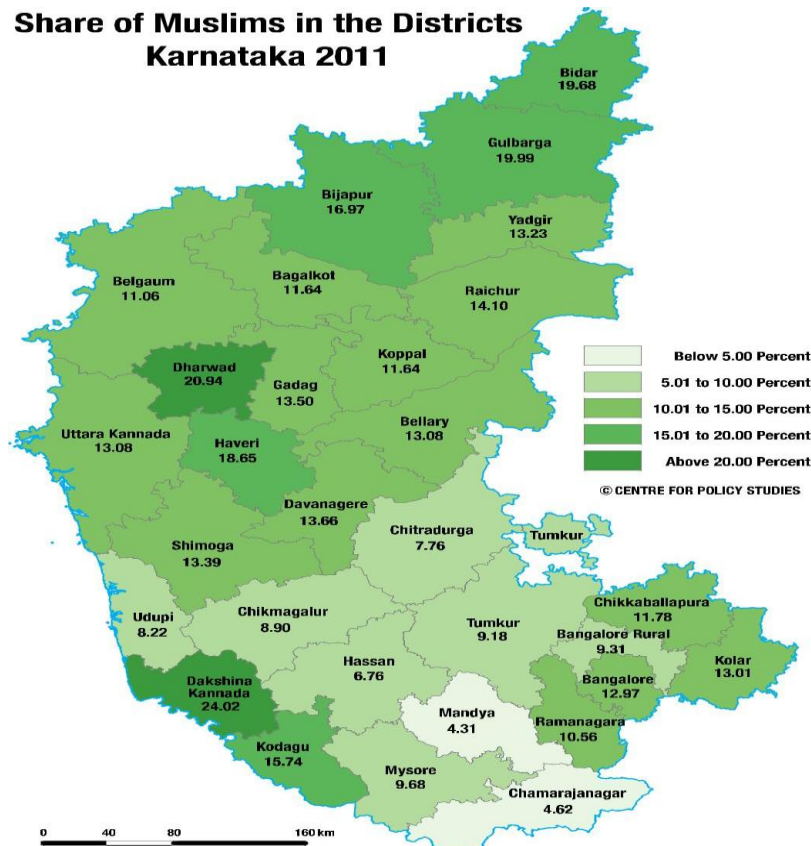 Share of Muslims in the Districts
Karnataka 2011
Bidar
19.68
Gulbarga
19.99
Bijapur
16.97
Yadgir
13.23
Belgaum
11.06
Bagalkot
11.64
Raichur
14.10
Dharwad
20.94
Gadag
13.50
Koppal
11.64
Below 5.00 Percent
5.01 to 10.00 Percent
10.01 to 15.00 Percent
15.01 to 20.00 Percent
Above 20.00 Percent
© CENTRE FOR POLICY STUDIES
Uttara Kannada
13.08
Haveri
18.65
Bellary
13.08
Davanagere
13.66
Chitradurga
7.76
Tumkur
Shimoga
13.39
Udupi
8.22
Chikmagalur
8.90
Tumkur
9.18
Chikkaballapura
11.78
Bangalore Rural
9.31
Kolar
13.01
Hassan
6.76
Bangalore
12.97
Dakshina
Kannada
24.02
Mandya
4.31
Ramanagara
10.56
Kodagu
15.74
Mysore
9.68
Chamarajanagar
4.62
0 40 80 160 km